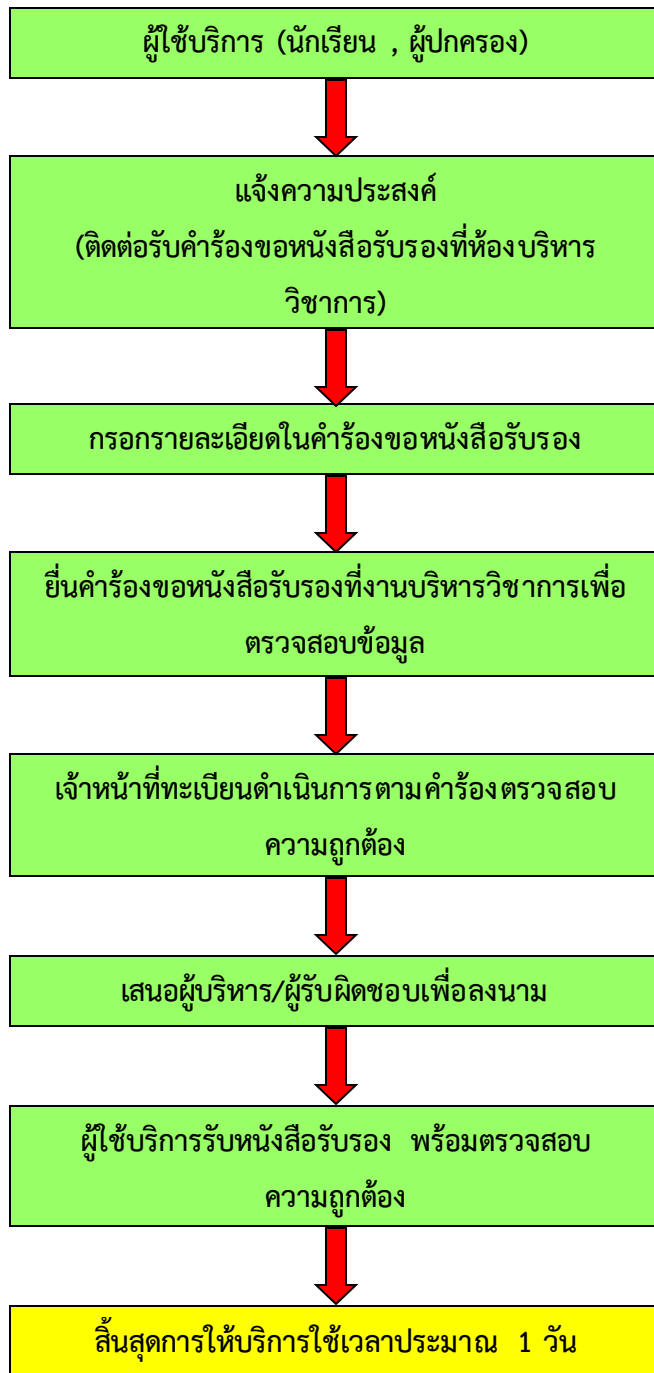 ผู้ใช้บริการ (นักเรียน , ผู้ปกครอง)
แจ้งความประสงค์
(ติดต่อรับคำร้องขอหนังสือรับรองที่ห้องบริหาร
วิชาการ)
กรอกรายละเอียดในคำร้องขอหนังสือรับรอง
ยื่นคำร้องขอหนังสือรับรองที่งานบริหารวิชาการเพื่อ
ตรวจสอบข้อมูล
เจ้าหน้าที่ทะเบียนดำเนินการตามคำร้องตรวจสอบ
ความถูกต้อง
เสนอผู้บริหาร/ผู้รับผิดชอบเพื่อลงนาม
ผู้ใช้บริการรับหนังสือรับรอง พร้อมตรวจสอบ
ความถูกต้อง
สิ้นสุดการให้บริการใช้เวลาประมาณ 1 วัน